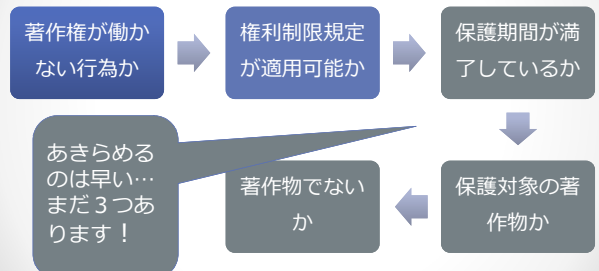 著作権が働か
ない行為か
権利制限規定
が適用可能か
保護期間が満
了しているか
保護対象の著
作物か
著作物でない
か
あきらめる
のは早い…
まだ３つあ
ります！